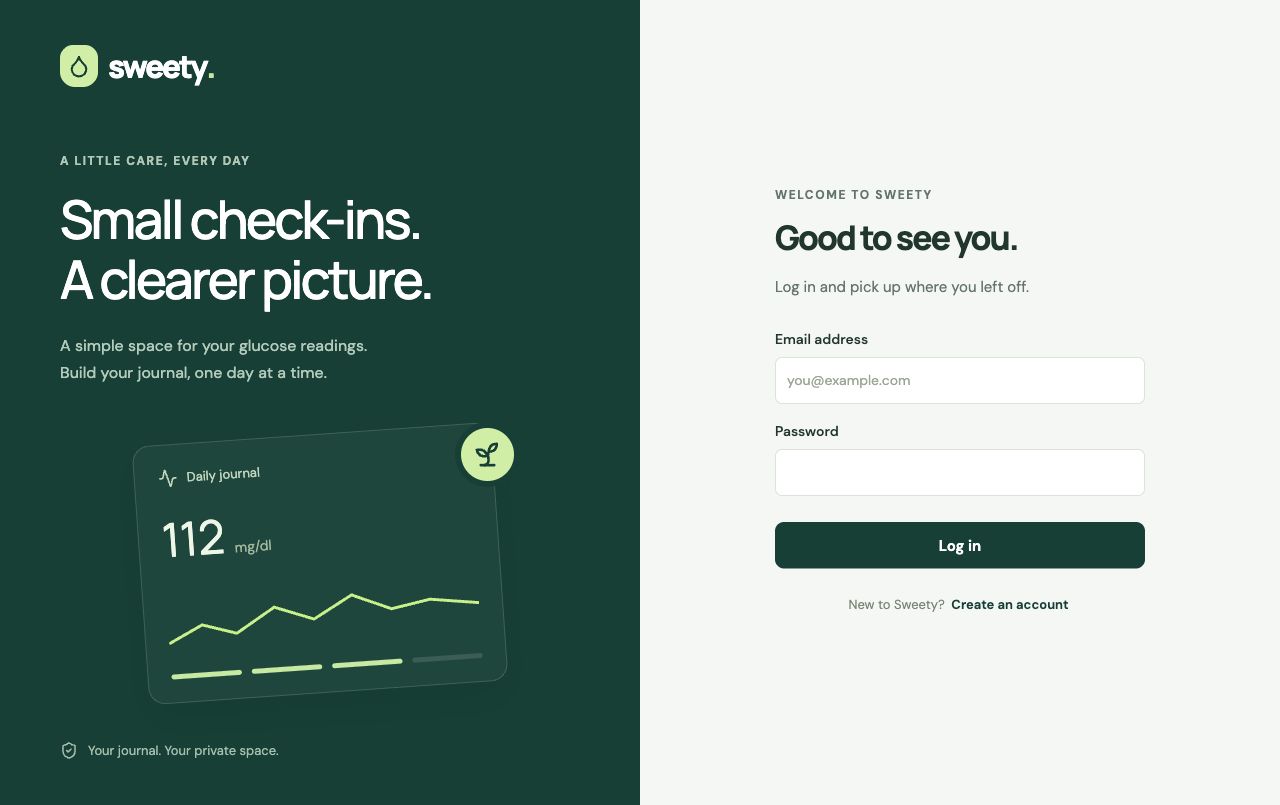 sweety.
A LITTLE CARE, EVERY DAY
Small check-ins.
A clearer picture.
A simple space for your glucose readings.
Build your journal, one day at a time.
Daily journal
112 mg/dl
Your journal. Your private space.
WELCOME TO SWEETY
Good to see you.
Log in and pick up where you left off.
Email address
you@example.com
Password
Log in
New to Sweety? Create an account